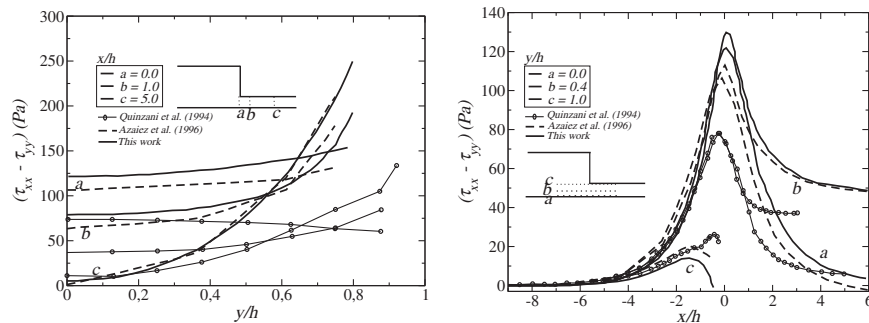 300
250
200
150
100
50
0
(τxx - τyy) (Pa)
x/h
a = 0.0
b = 1.0
c = 5.0
a b c
Quinzani et al. (1994)
Azaiez et al. (1996)
This work
a
b
c
0
0,2
0,4
0,6
0,8
1
y/h
140
120
100
80
60
40
20
0
(τxx - τyy) (Pa)
y/h
a = 0.0
b = 0.4
c = 1.0
Quinzani et al. (1994)
Azaiez et al. (1996)
This work
c
b
a
b
a
c
-8
-6
-4
-2
0
2
4
6
x/h